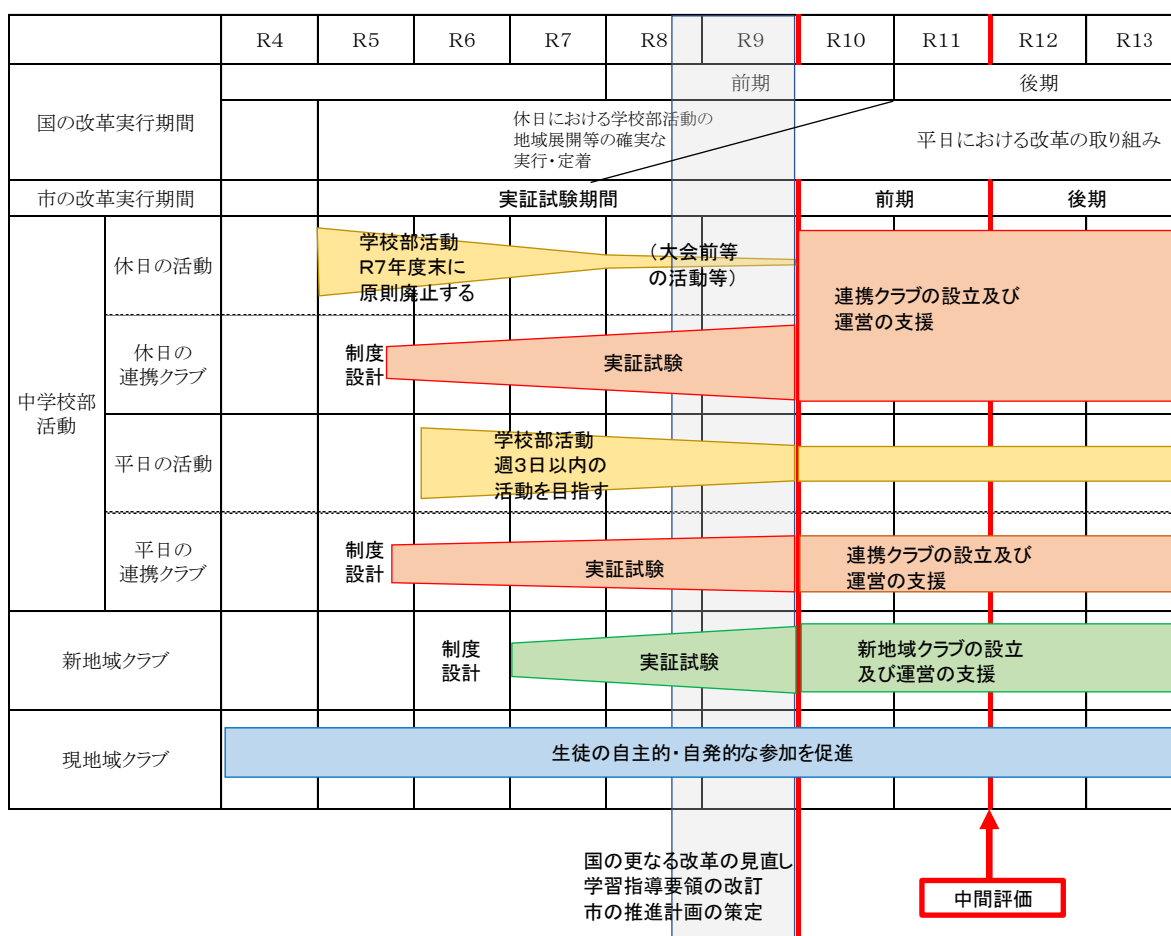 R4 R5 R6 R7 R8 R9 R10 R11 R12 R13
国の改革実行期間
前期
後期
休日における学校部活動の
地域展開等の確実な
実行・定着
平日における改革の取り組み
市の改革実行期間
実証試験期間
前期
後期
中学校部
活動
休日の活動
学校部活動
R7年度末に
原則廃止する
（大会前等
の活動等）
連携クラブの設立及び
運営の支援
休日の
連携クラブ
制度
設計
実証試験
平日の活動
学校部活動
週3日以内の
活動を目指す
平日の
連携クラブ
制度
設計
実証試験
連携クラブの設立及び
運営の支援
新地域クラブ
制度
設計
実証試験
新地域クラブの設立
及び運営の支援
現地域クラブ
生徒の自主的・自発的な参加を促進
国の更なる改革の見直し
学習指導要領の改訂
市の推進計画の策定
中間評価